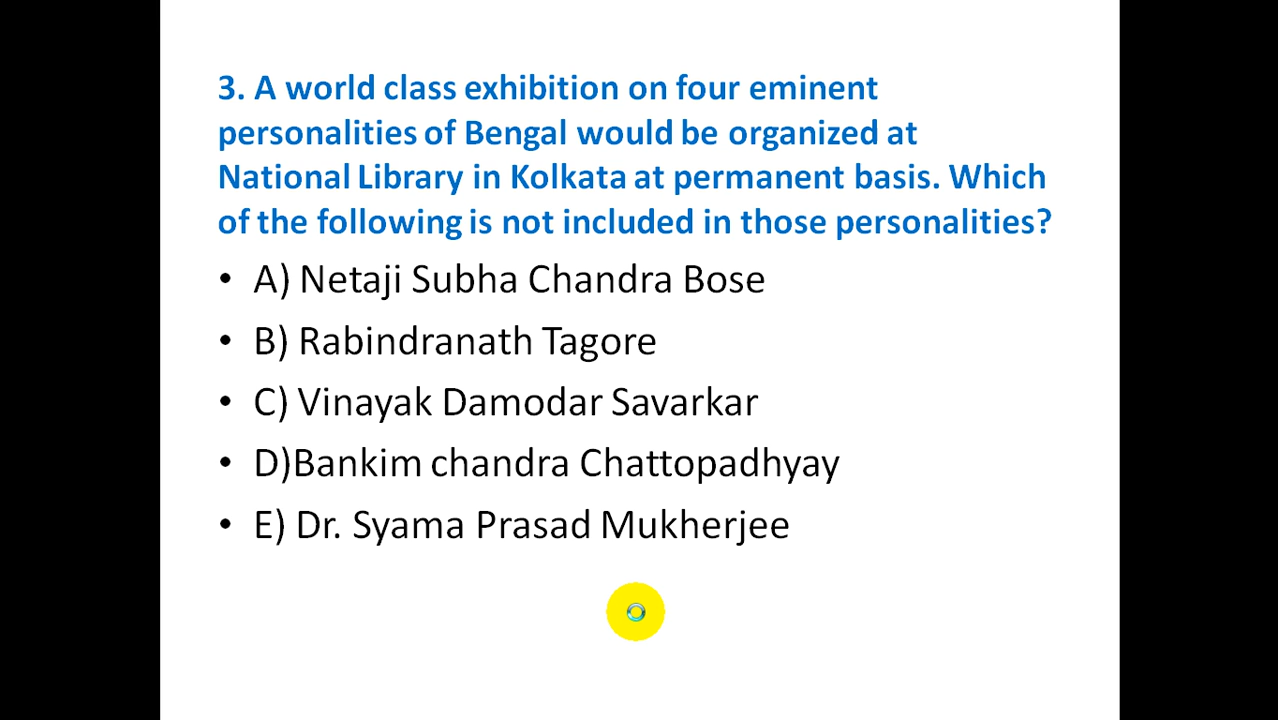 3. A world class exhibition on four eminent
personalities of Bengal would be organized at
National Library in Kolkata at permanent basis. Which
of the following is not included in those personalities?
• A) Netaji Subha Chandra Bose
• B) Rabindranath Tagore
• C) Vinayak Damodar Savarkar
• D)Bankim chandra Chattopadhyay
• E) Dr. Syama Prasad Mukherjee